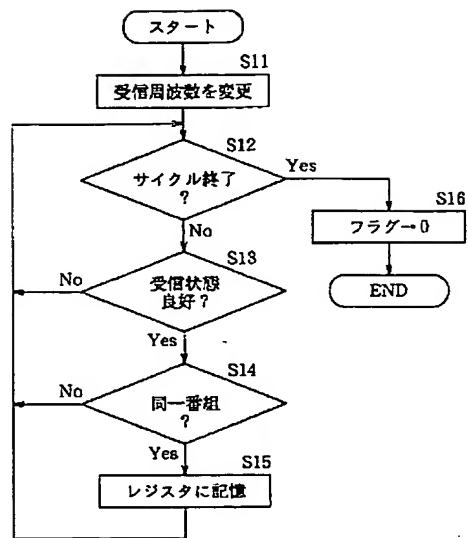 スタート
S11
受信周波数を変更
S12
サイクル終了
?
Yes
S16
フラグ→0
No
END
S13
受信状態
良好?
No
Yes
S14
同一番組
?
No
Yes
S15
レジスタに記憶